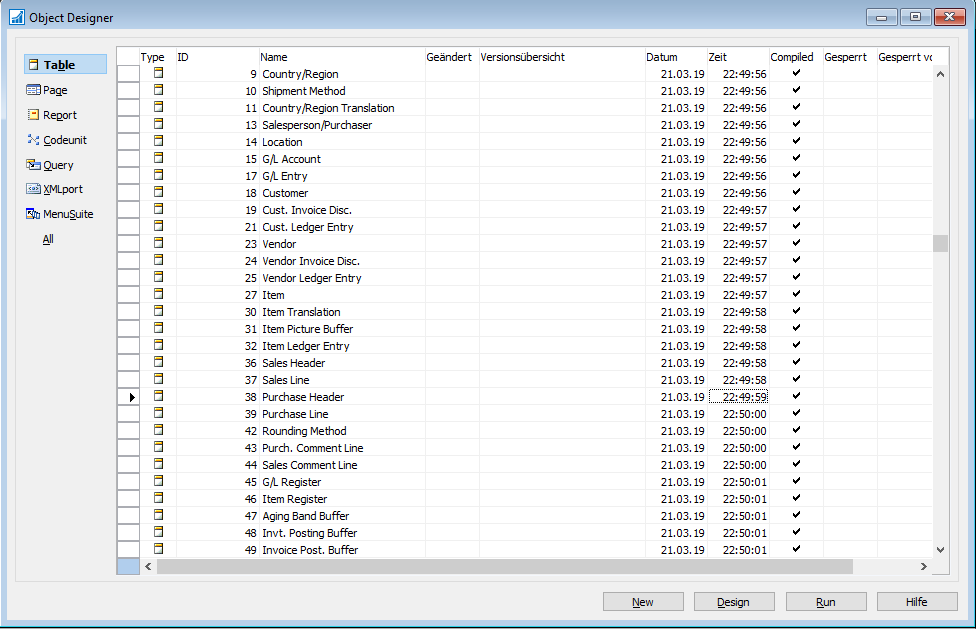 Object Designer
Table
Page
Report
Codeunit
Query
XMLport
MenuSuite
All
Type ID Name Geändert Versionsübersicht Datum Zeit Compiled Gesperrt Gesperrt vo
9 Country/Region 21.03.19 22:49:56
10 Shipment Method 21.03.19 22:49:56
11 Country/Region Translation 21.03.19 22:49:56
13 Salesperson/Purchaser 21.03.19 22:49:56
14 Location 21.03.19 22:49:56
15 G/L Account 21.03.19 22:49:56
17 G/L Entry 21.03.19 22:49:56
18 Customer 21.03.19 22:49:56
19 Cust. Invoice Disc. 21.03.19 22:49:57
21 Cust. Ledger Entry 21.03.19 22:49:57
23 Vendor 21.03.19 22:49:57
24 Vendor Invoice Disc. 21.03.19 22:49:57
25 Vendor Ledger Entry 21.03.19 22:49:57
27 Item 21.03.19 22:49:57
30 Item Translation 21.03.19 22:49:58
31 Item Picture Buffer 21.03.19 22:49:58
32 Item Ledger Entry 21.03.19 22:49:58
36 Sales Header 21.03.19 22:49:58
37 Sales Line 21.03.19 22:49:58
38 Purchase Header 21.03.19 22:49:59
39 Purchase Line 21.03.19 22:50:00
42 Rounding Method 21.03.19 22:50:00
43 Purch. Comment Line 21.03.19 22:50:00
44 Sales Comment Line 21.03.19 22:50:00
45 G/L Register 21.03.19 22:50:01
46 Item Register 21.03.19 22:50:01
47 Aging Band Buffer 21.03.19 22:50:01
48 Invt. Posting Buffer 21.03.19 22:50:01
49 Invoice Post. Buffer 21.03.19 22:50:01
New Design Run Hilfe